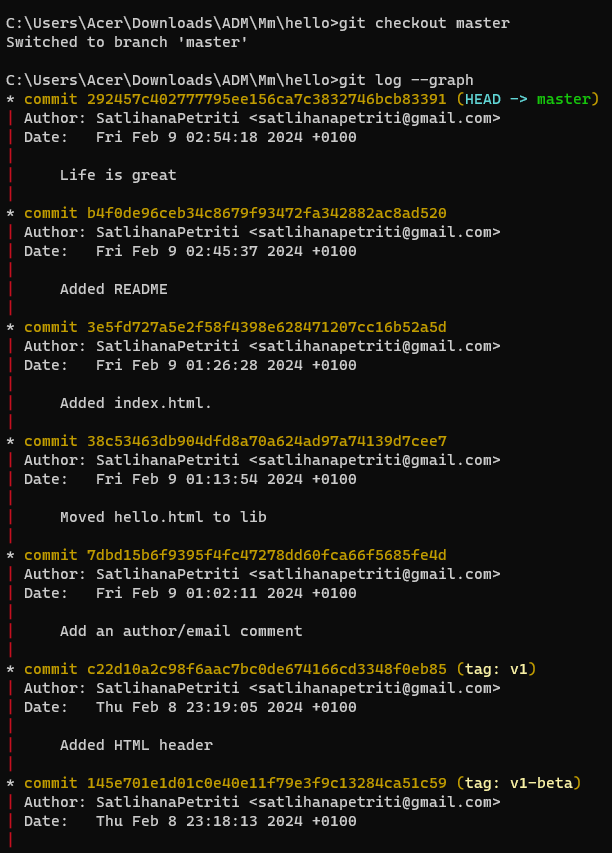 C:\Users\Acer\Downloads\ADM\Mm\hello>git checkout master
Switched to branch 'master'
C:\Users\Acer\Downloads\ADM\Mm\hello>git log --graph
* commit 292457c402777795ee156ca7c3832746bcb83391 (HEAD -> master)
| Author: SatlihanaPetriti <satlihanapetriti@gmail.com>
| Date:   Fri Feb 9 02:54:18 2024 +0100
|
|     Life is great
|
* commit b4f0de96ceb34c8679f93472fa342882ac8ad520
| Author: SatlihanaPetriti <satlihanapetriti@gmail.com>
| Date:   Fri Feb 9 02:45:37 2024 +0100
|
|     Added README
|
* commit 3e5fd727a5e2f58f4398e628471207cc16b52a5d
| Author: SatlihanaPetriti <satlihanapetriti@gmail.com>
| Date:   Fri Feb 9 01:26:28 2024 +0100
|
|     Added index.html.
|
* commit 38c53463db904dfd8a70a624ad97a74139d7cee7
| Author: SatlihanaPetriti <satlihanapetriti@gmail.com>
| Date:   Fri Feb 9 01:13:54 2024 +0100
|
|     Moved hello.html to lib
|
* commit 7dbd15b6f9395f4fc47278dd60fca66f5685fe4d
| Author: SatlihanaPetriti <satlihanapetriti@gmail.com>
| Date:   Fri Feb 9 01:02:11 2024 +0100
|
|     Add an author/email comment
|
* commit c22d10a2c98f6aac7bc0de674166cd3348f0eb85 (tag: v1)
| Author: SatlihanaPetriti <satlihanapetriti@gmail.com>
| Date:   Thu Feb 8 23:19:05 2024 +0100
|
|     Added HTML header
|
* commit 145e701e1d01c0e40e11f79e3f9c13284ca51c59 (tag: v1-beta)
| Author: SatlihanaPetriti <satlihanapetriti@gmail.com>
| Date:   Thu Feb 8 23:18:13 2024 +0100
|